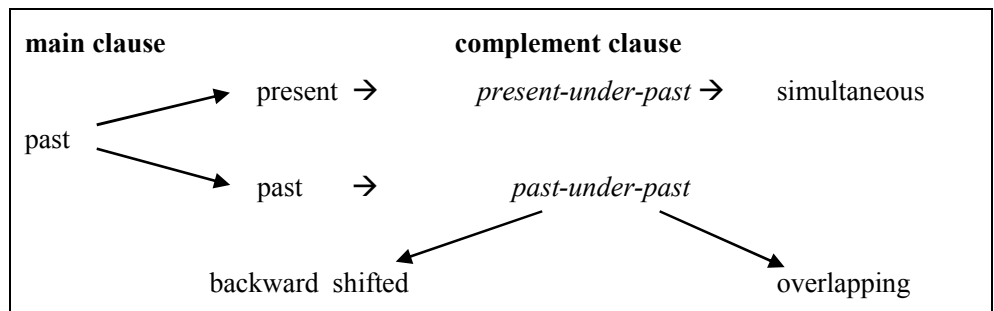 main clause complement clause
present → present-under-past → simultaneous
past
past → past-under-past
backward shifted overlapping